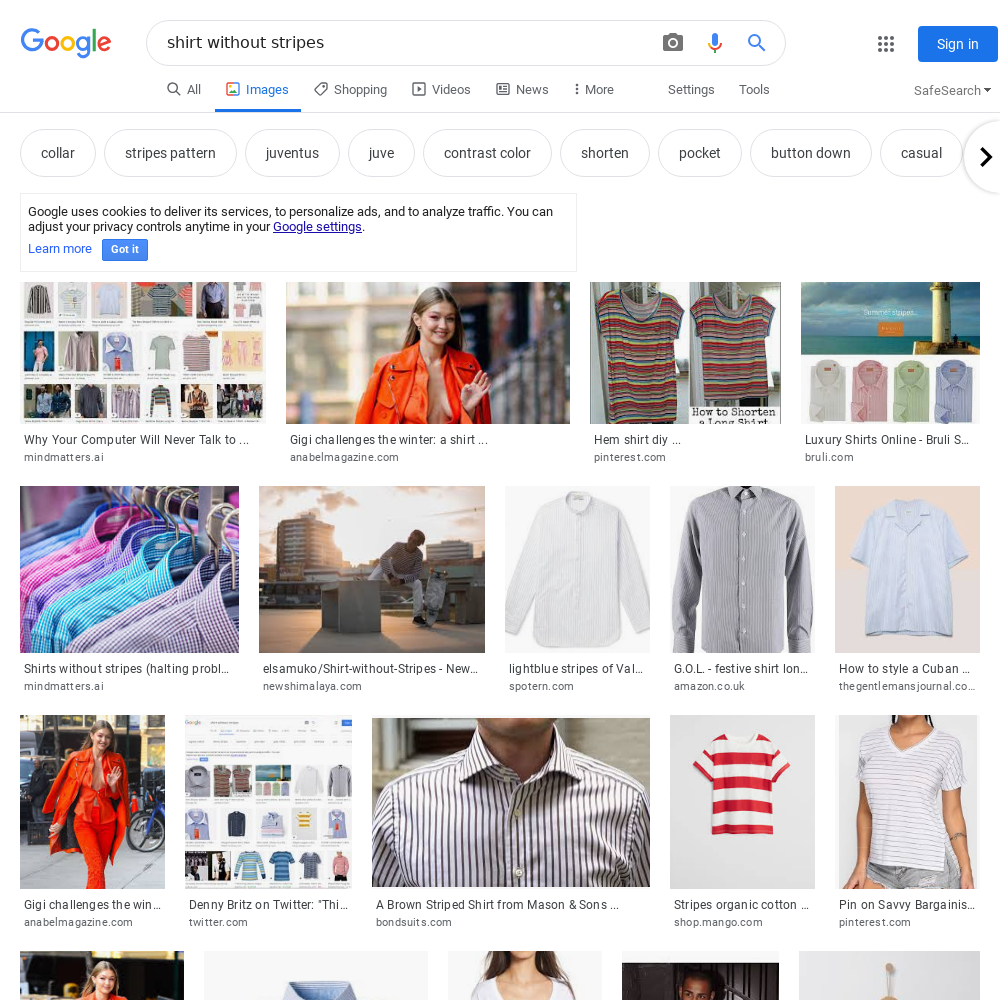 Google
shirt without stripes
Sign in
All
Images
Shopping
Videos
News
More
Settings
Tools
SafeSearch
collar
stripes pattern
juventus
juve
contrast color
shorten
pocket
button down
casual
Google uses cookies to deliver its services, to personalize ads, and to analyze traffic. You can
adjust your privacy controls anytime in your Google settings.
Learn more
Got it
Summer stripes...
How to Shorten
a Long Shirt
Why Your Computer Will Never Talk to ...
mindmatters.ai
Gigi challenges the winter: a shirt ...
anabelmagazine.com
Hem shirt diy ...
pinterest.com
Luxury Shirts Online - Bruli S...
bruli.com
Shirts without stripes (halting probl...
mindmatters.ai
elsamuko/Shirt-without-Stripes - New...
newshimalaya.com
lightblue stripes of Val...
spotern.com
G.O.L. - festive shirt lon...
amazon.co.uk
How to style a Cuban ...
thegentlemansjournal.co...
Gigi challenges the win...
anabelmagazine.com
Denny Britz on Twitter: "Thi...
twitter.com
A Brown Striped Shirt from Mason & Sons ...
bondsuits.com
Stripes organic cotton ...
shop.mango.com
Pin on Savvy Bargainis...
pinterest.com